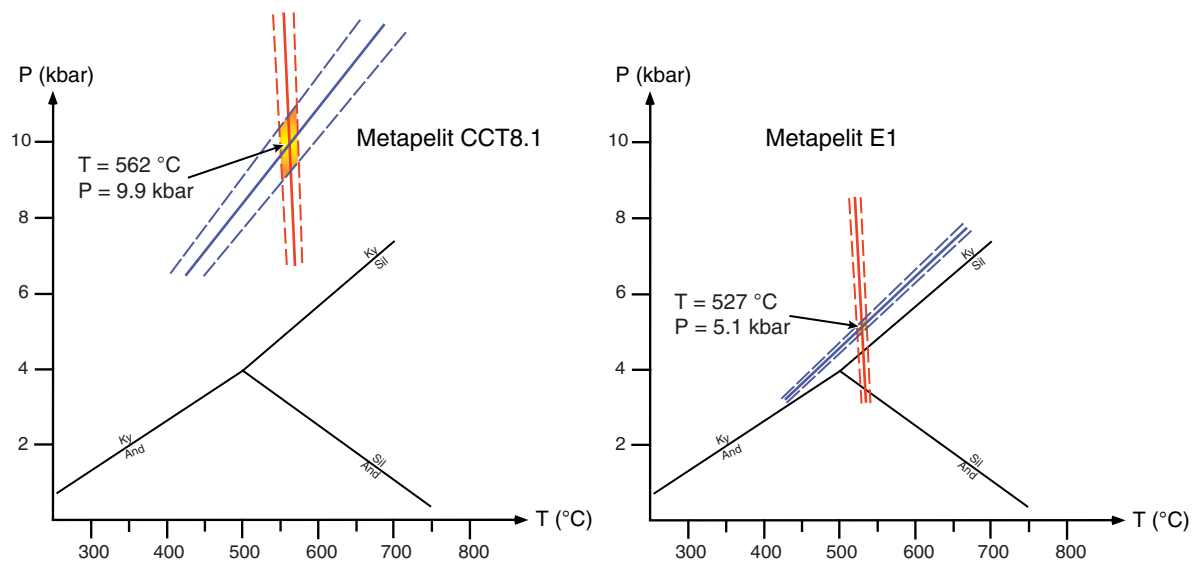 P (kbar)
10
8
6
4
2
T = 562 °C
P = 9.9 kbar
Metapelit CCT8.1
Ky
Sil
Ky
And
Sil
And
300 400 500 600 700 800
T (°C)
P (kbar)
10
8
6
4
2
Metapelit E1
T = 527 °C
P = 5.1 kbar
Ky
Sil
Ky
And
Sil
And
300 400 500 600 700 800
T (°C)